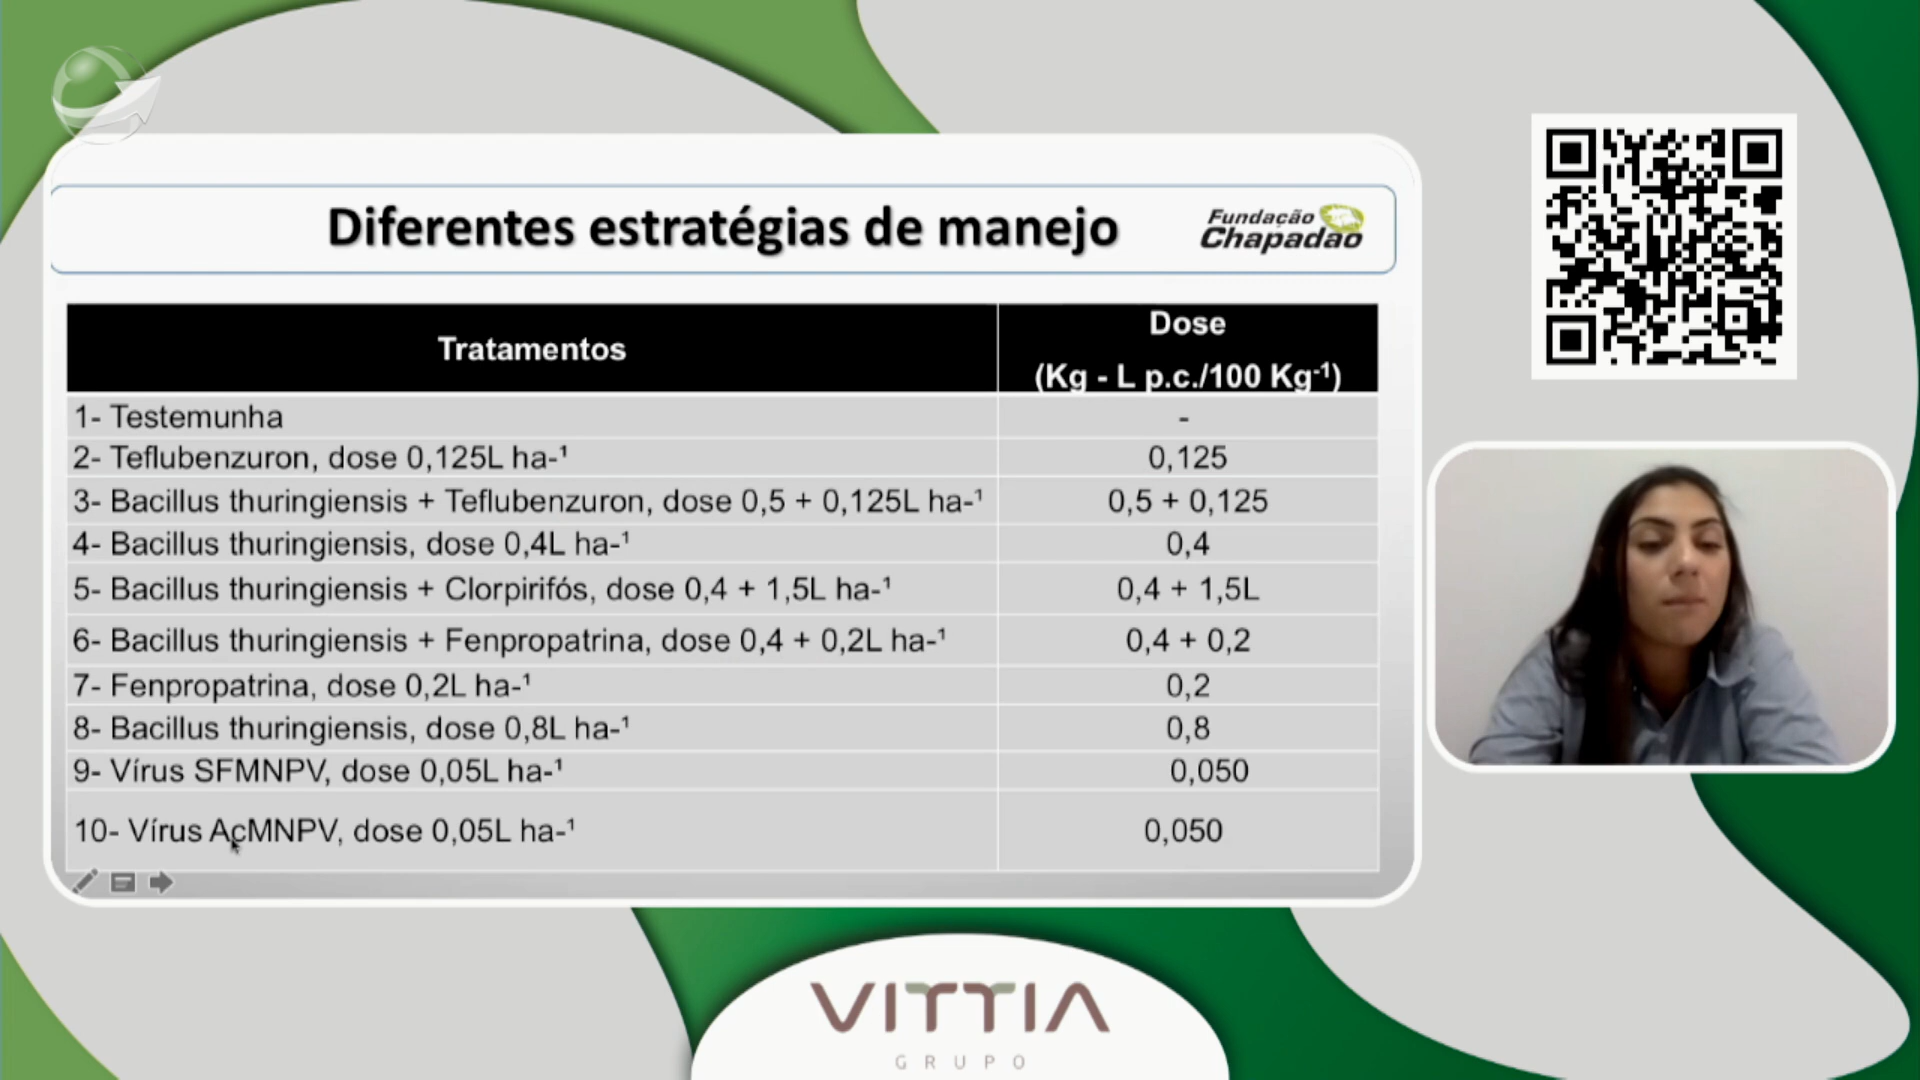 Diferentes estratégias de manejo
Fundação
Chapadão
Tratamentos
Dose
(Kg - L p.c./100 Kg⁻¹)
1- Testemunha
-
2- Teflubenzuron, dose 0,125L ha-¹
0,125
3- Bacillus thuringiensis + Teflubenzuron, dose 0,5 + 0,125L ha-¹
0,5 + 0,125
4- Bacillus thuringiensis, dose 0,4L ha-¹
0,4
5- Bacillus thuringiensis + Clorpirifós, dose 0,4 + 1,5L ha-¹
0,4 + 1,5L
6- Bacillus thuringiensis + Fenpropatrina, dose 0,4 + 0,2L ha-¹
0,4 + 0,2
7- Fenpropatrina, dose 0,2L ha-¹
0,2
8- Bacillus thuringiensis, dose 0,8L ha-¹
0,8
9- Vírus SFMNPV, dose 0,05L ha-¹
0,050
10- Vírus AcMNPV, dose 0,05L ha-¹
0,050
VITTIA
GRUPO